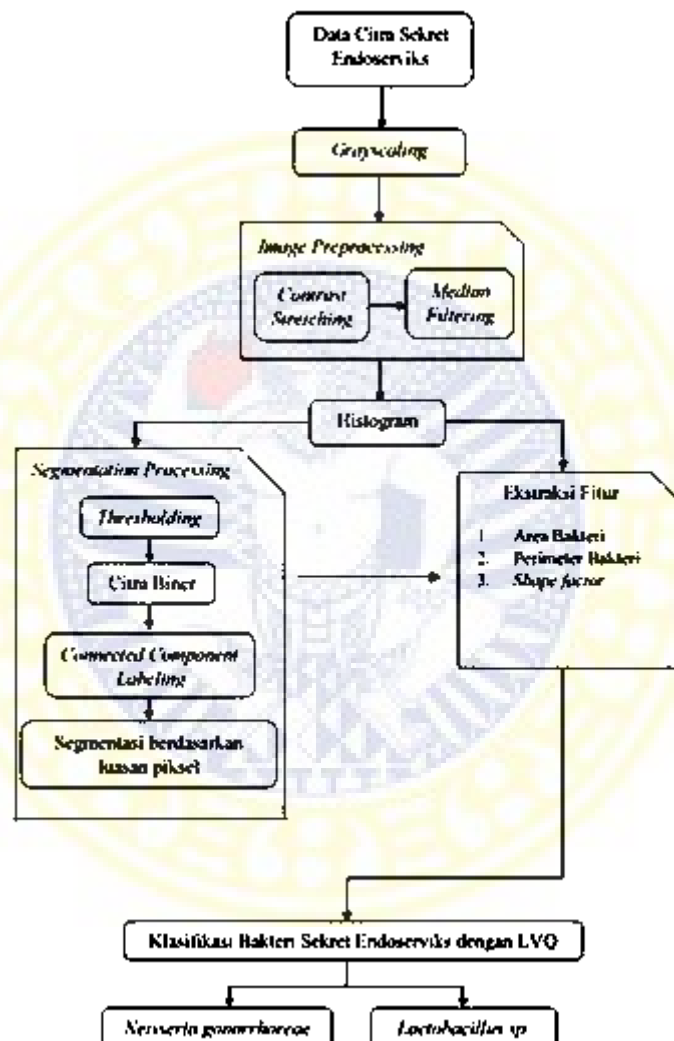 Data Citra Sekret
Endoserviks
Grayscaling
Image Preprocessing
Contrast
Stretching
Median
Filtering
Histogram
Segmentation Processing
Thresholding
Citra Biner
Connected Component
Labeling
Segmentasi berdasarkan
luasan piksel
Ekstraksi Fitur
1. Area Bakteri
2. Perimeter Bakteri
3. Shape factor
Klasifikasi Bakteri Sekret Endoserviks dengan LVQ
Neisseria gonorrhoeae
Lactobacillus sp